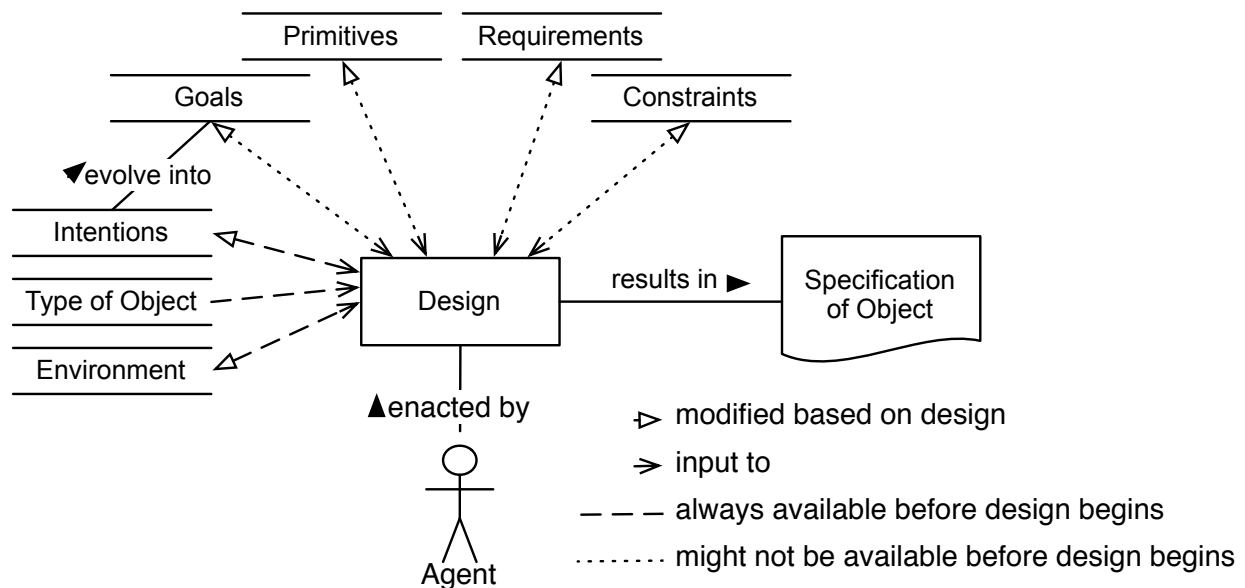 Primitives
Requirements
Goals
Constraints
evolve into
Intentions
Type of Object
Environment
Design
results in
Specification
of Object
enacted by
Agent
modified based on design
input to
always available before design begins
might not be available before design begins